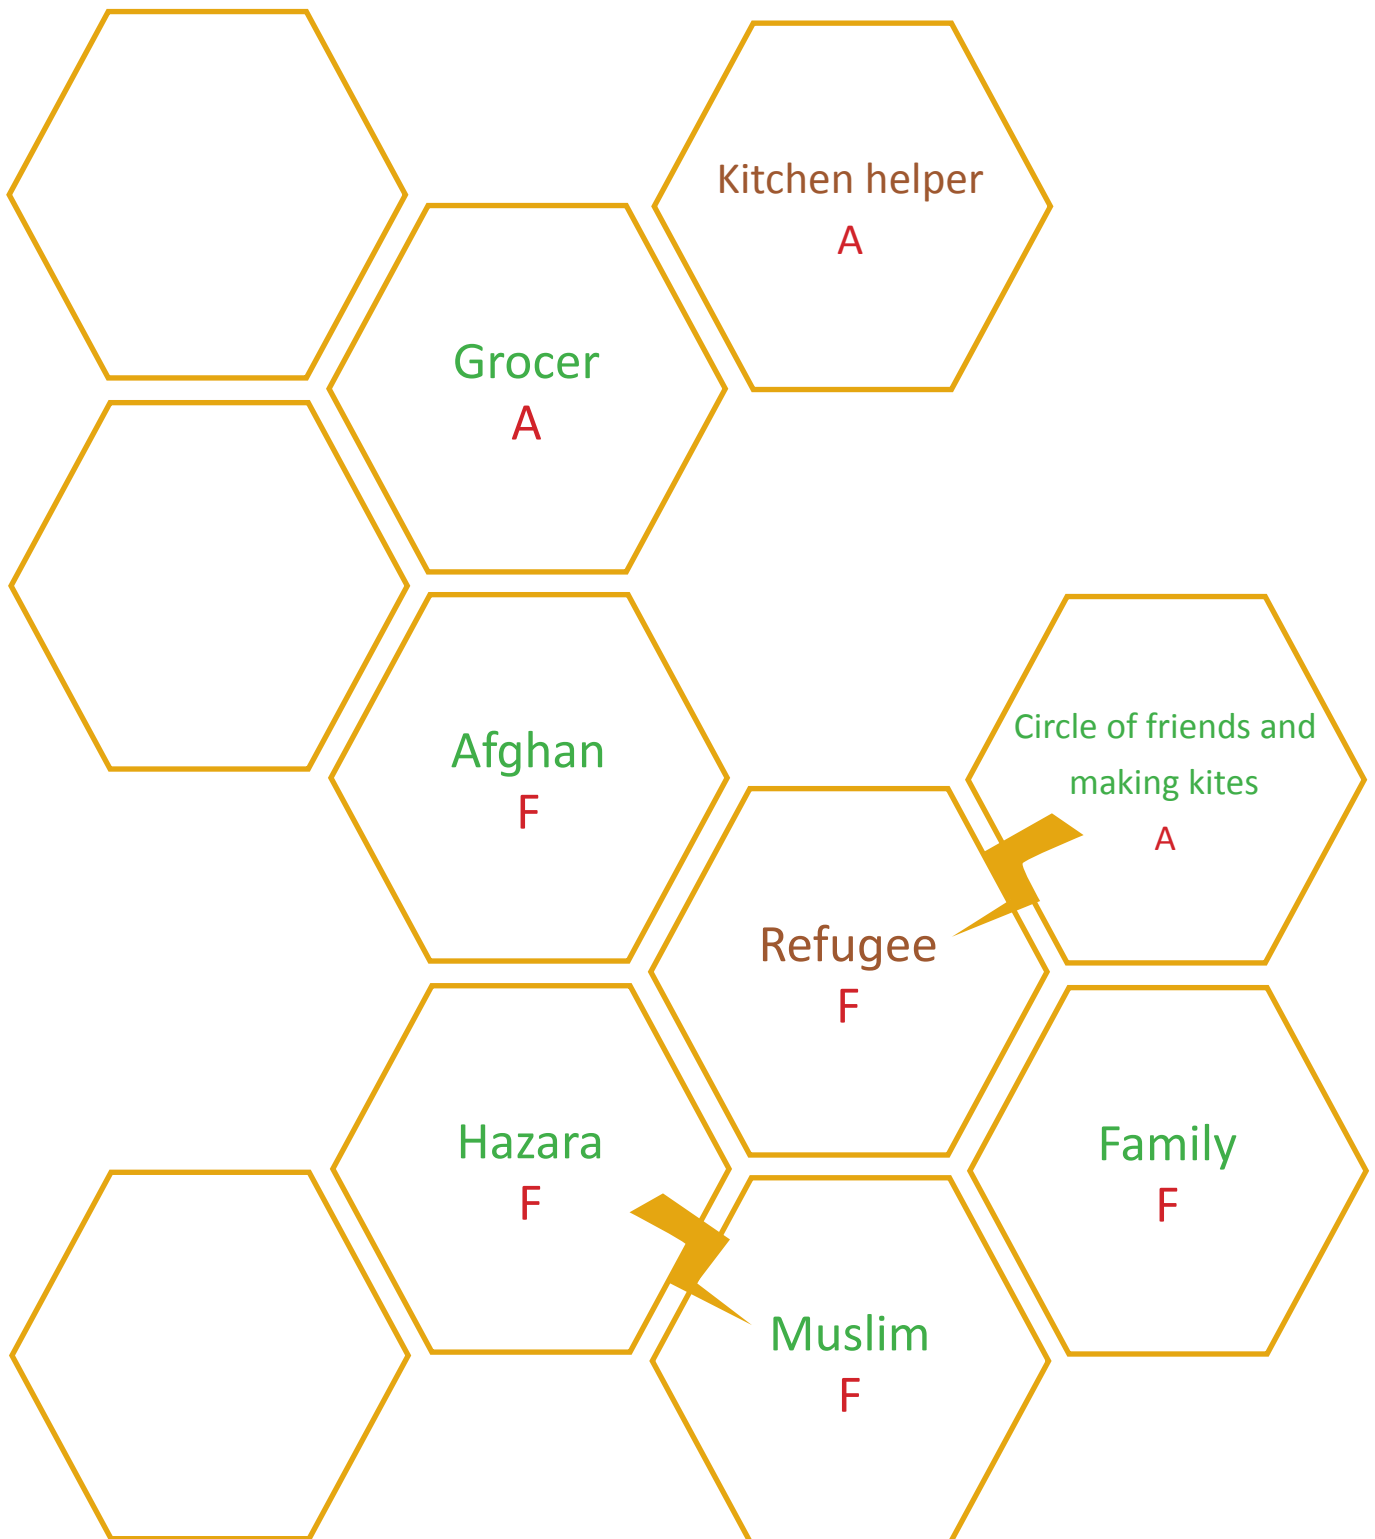 Kitchen helper
A
Grocer
A
Circle of friends and
making kites
A
Afghan
F
Refugee
F
Hazara
F
Family
F
Muslim
F